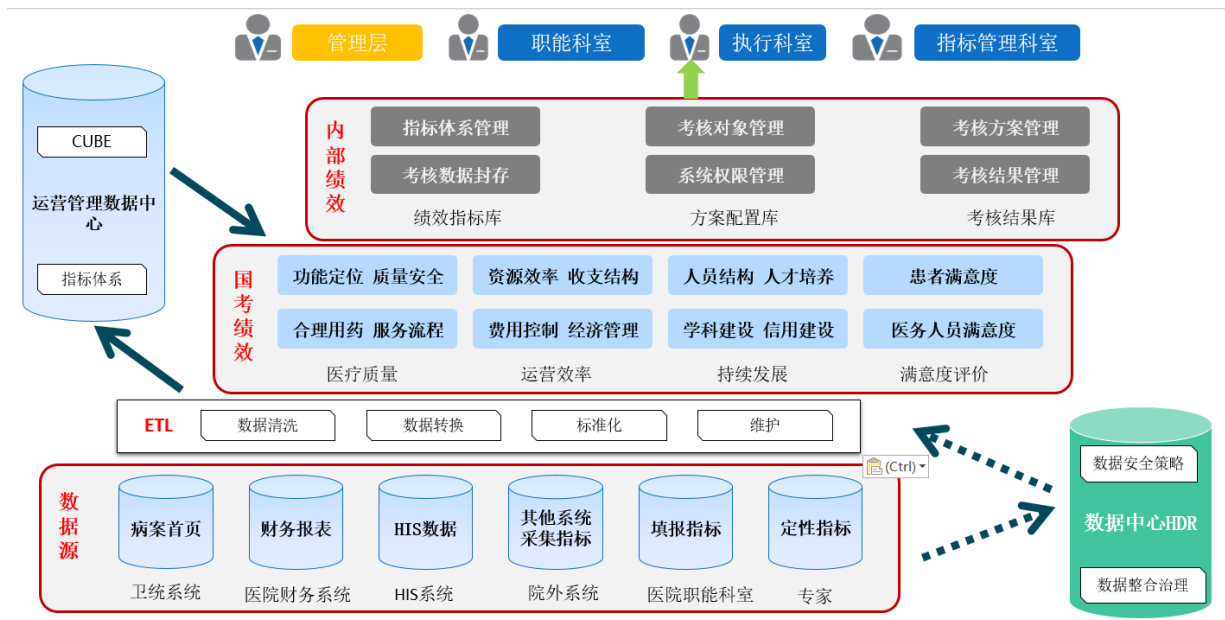 管理层
职能科室
执行科室
指标管理科室
CUBE
运营管理数据中
心
指标体系
内部绩效
指标体系管理
考核对象管理
考核方案管理
考核数据封存
系统权限管理
考核结果管理
绩效指标库
方案配置库
考核结果库
国考绩效
功能定位 质量安全
资源效率 收支结构
人员结构 人才培养
患者满意度
合理用药 服务流程
费用控制 经济管理
学科建设 信用建设
医务人员满意度
医疗质量
运营效率
持续发展
满意度评价
ETL
数据清洗
数据转换
标准化
维护
(Ctrl)
数据安全策略
数据中心HDR
数据整合治理
数据源
病案首页
财务报表
HIS数据
其他系统
采集指标
填报指标
定性指标
卫统系统
医院财务系统
HIS系统
院外系统
医院职能科室
专家